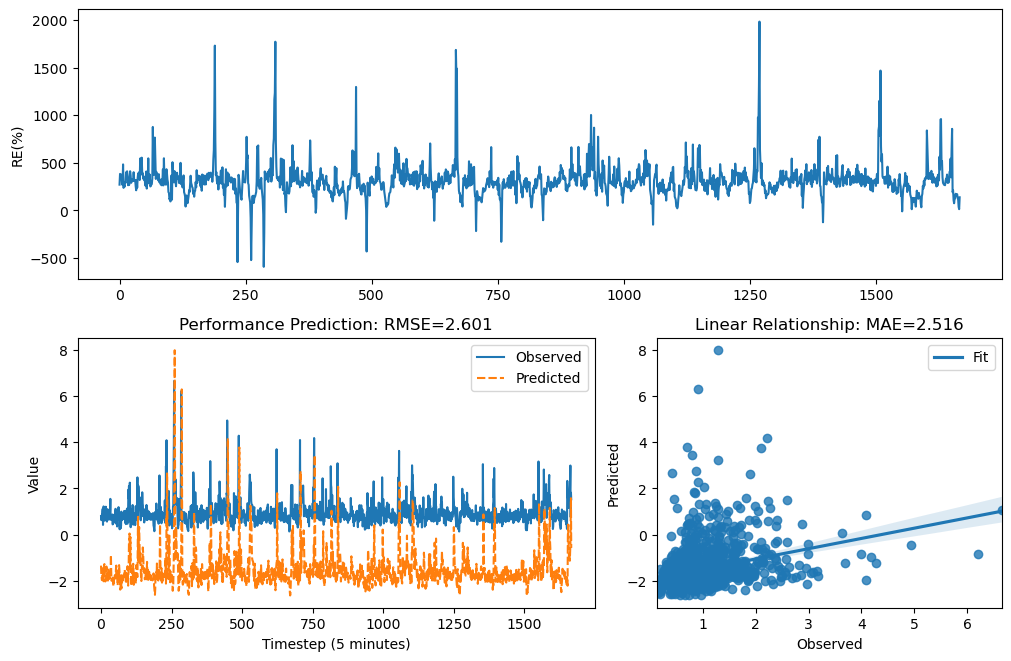 2000
1500
1000
500
0
−500
RE(%)
0 250 500 750 1000 1250 1500
Performance Prediction: RMSE=2.601
Observed
Predicted
8
6
4
2
0
−2
Value
0 250 500 750 1000 1250 1500
Timestep (5 minutes)
Linear Relationship: MAE=2.516
Fit
8
6
4
2
0
−2
Predicted
1 2 3 4 5 6
Observed